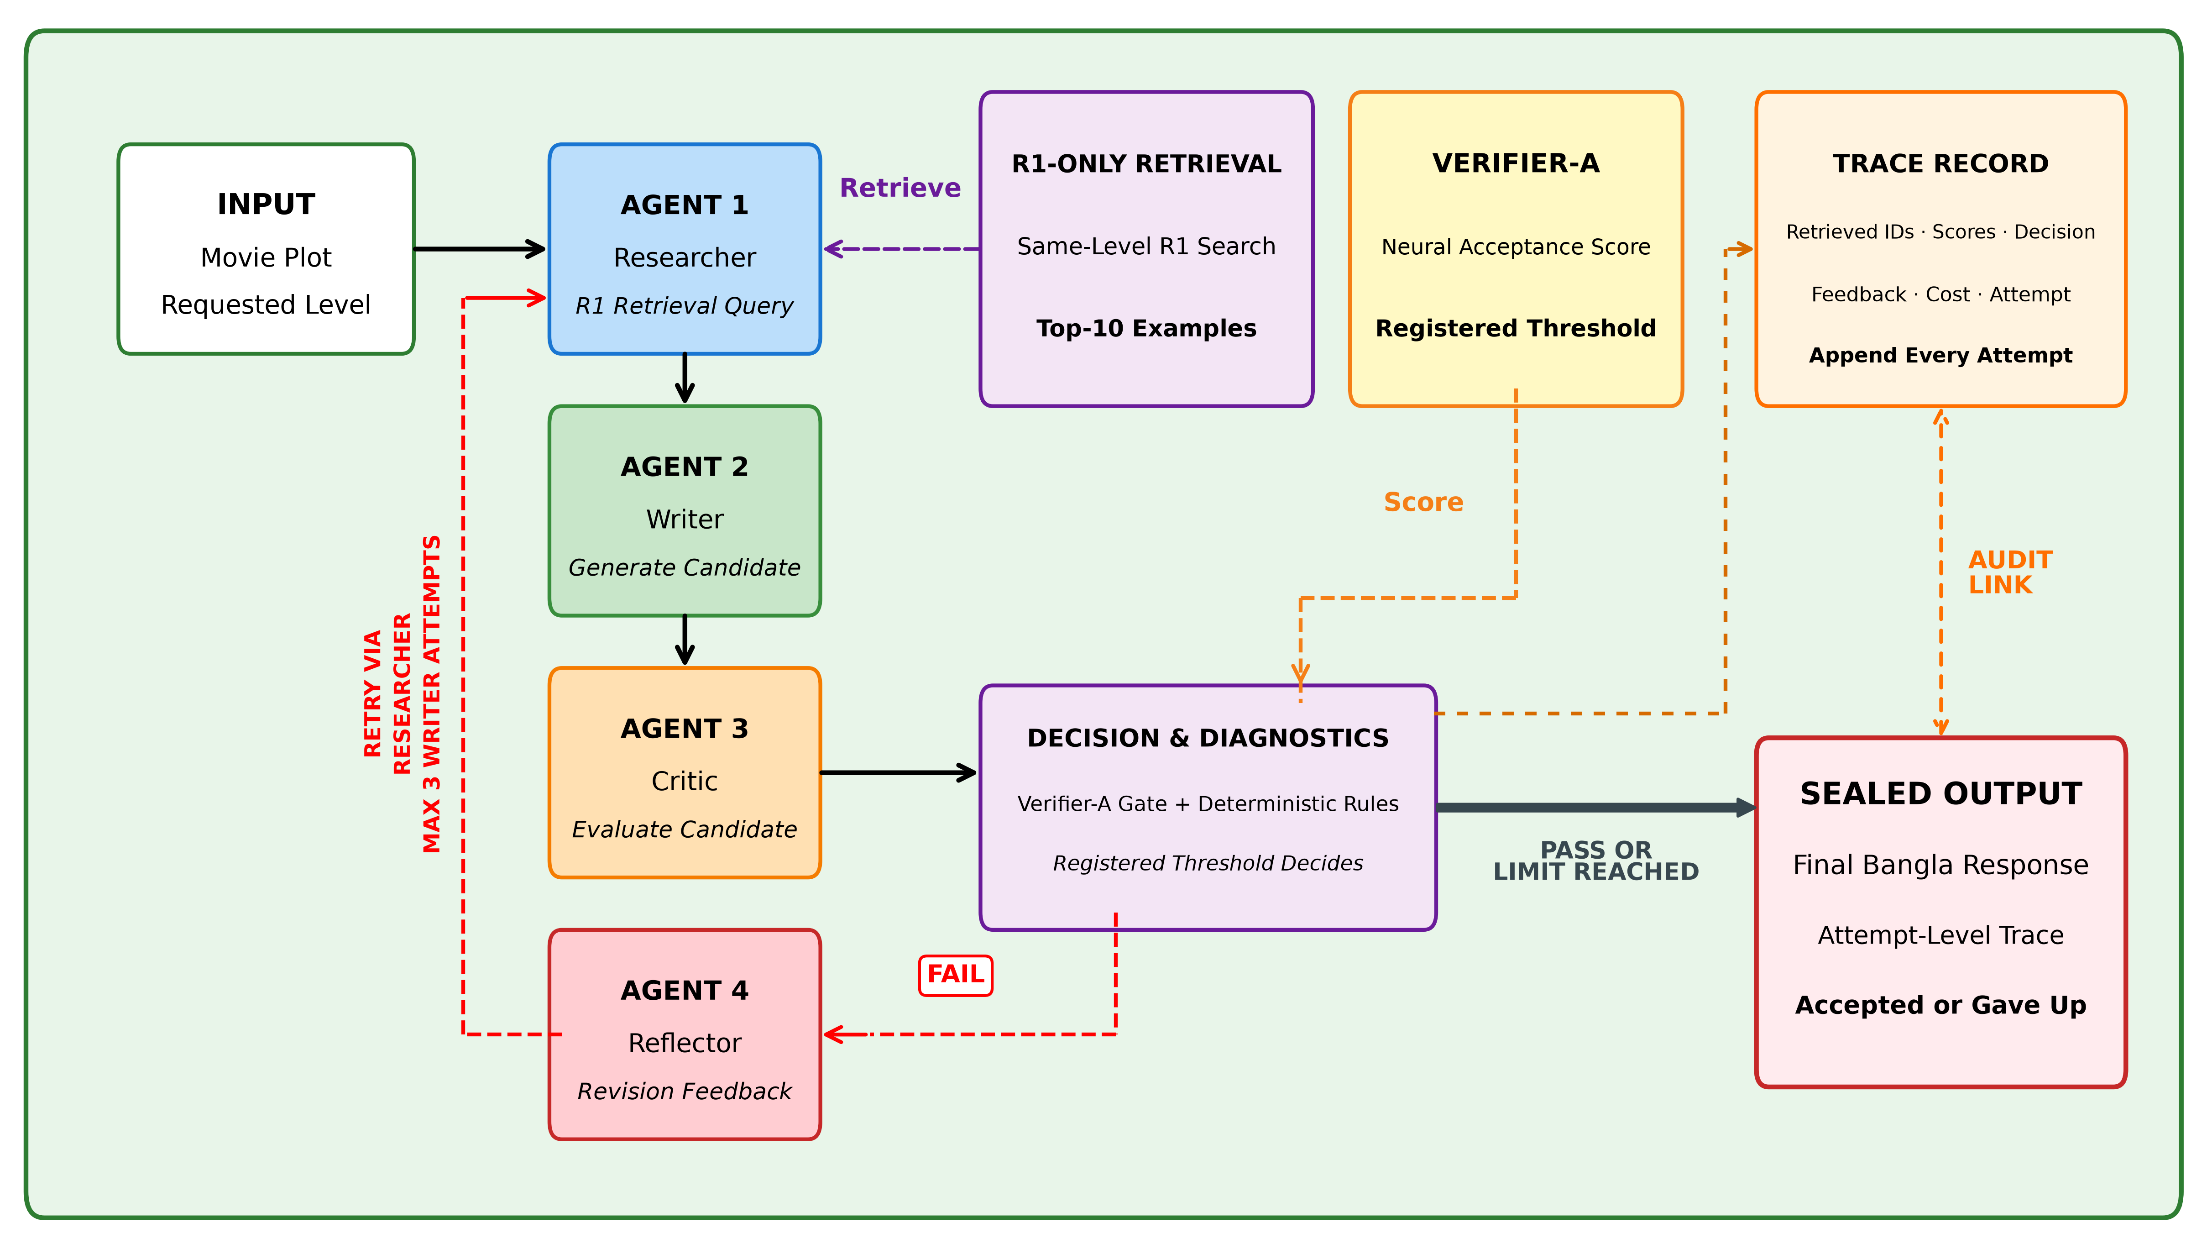 INPUT
Movie Plot
Requested Level
AGENT 1
Researcher
R1 Retrieval Query
Retrieve
R1-ONLY RETRIEVAL
Same-Level R1 Search
Top-10 Examples
VERIFIER-A
Neural Acceptance Score
Registered Threshold
TRACE RECORD
Retrieved IDs · Scores · Decision
Feedback · Cost · Attempt
Append Every Attempt
AGENT 2
Writer
Generate Candidate
Score
AUDIT
LINK
RETRY VIA
RESEARCHER
MAX 3 WRITER ATTEMPTS
AGENT 3
Critic
Evaluate Candidate
DECISION & DIAGNOSTICS
Verifier-A Gate + Deterministic Rules
Registered Threshold Decides
PASS OR
LIMIT REACHED
SEALED OUTPUT
Final Bangla Response
Attempt-Level Trace
Accepted or Gave Up
FAIL
AGENT 4
Reflector
Revision Feedback